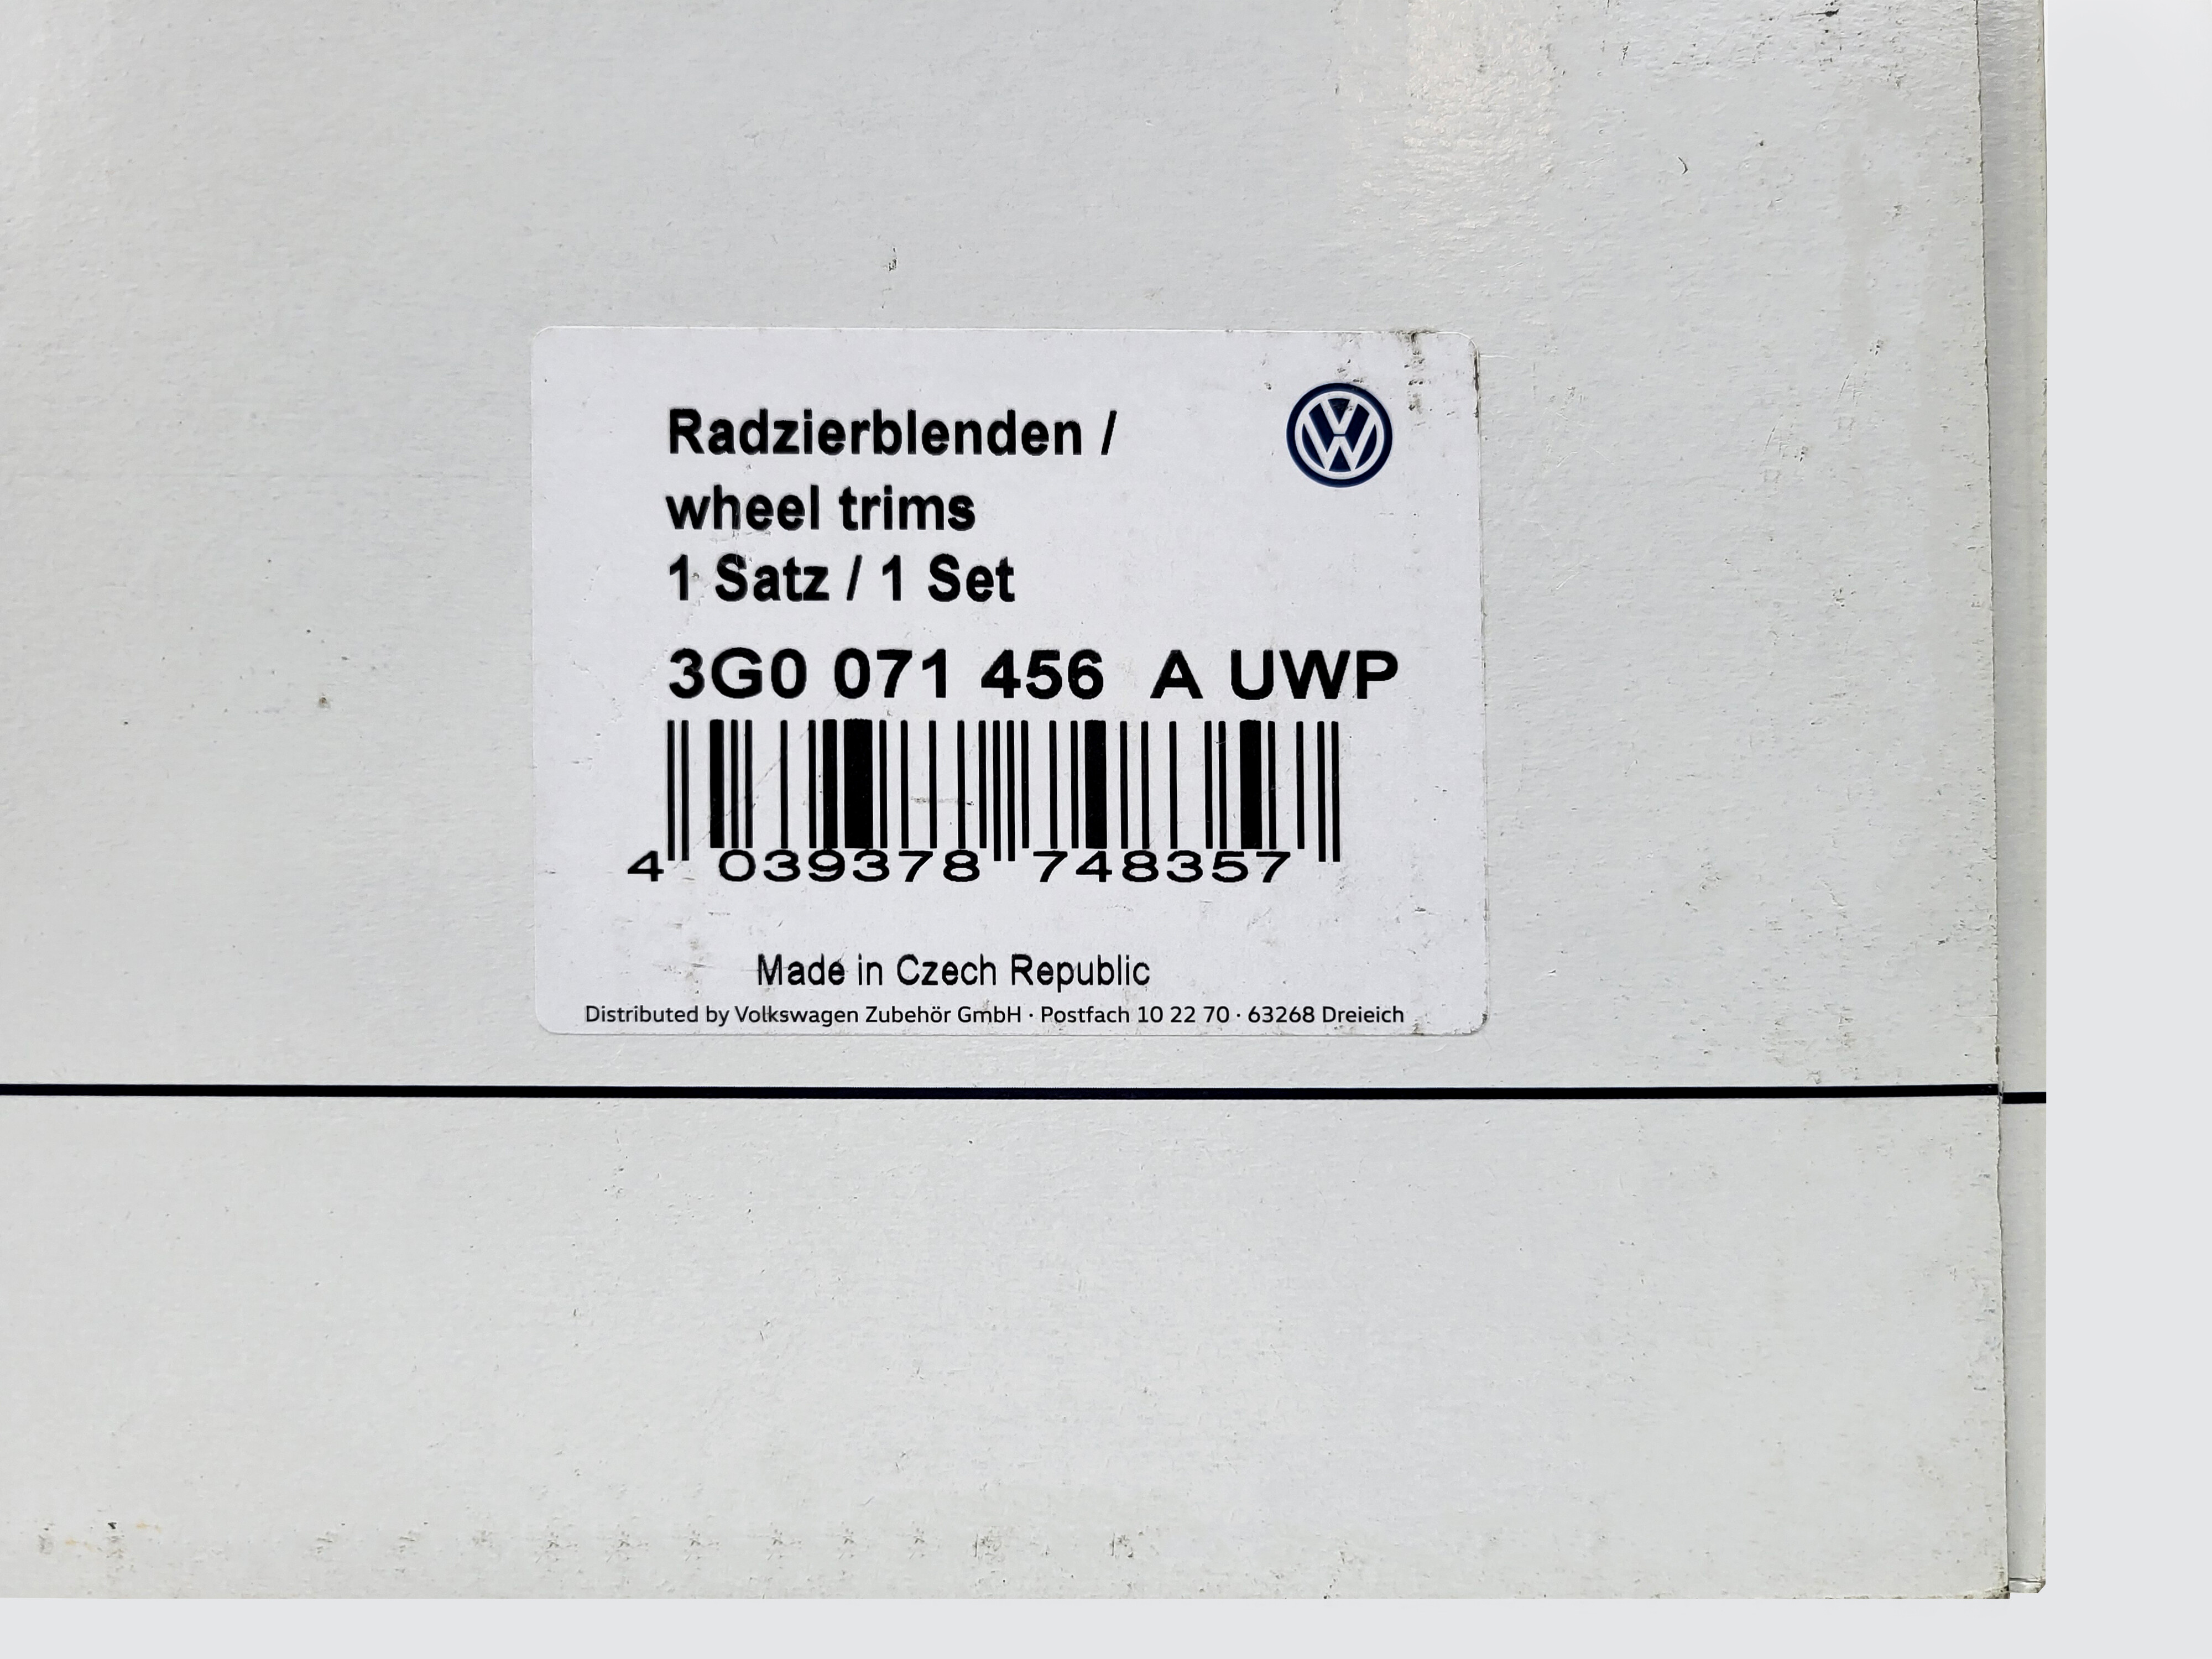 Radzierblenden /
wheel trims
1 Satz / 1 Set
3G0 071 456 A UWP
4 039378 748357
Made in Czech Republic
Distributed by Volkswagen Zubehör GmbH · Postfach 10 22 70 · 63268 Dreieich